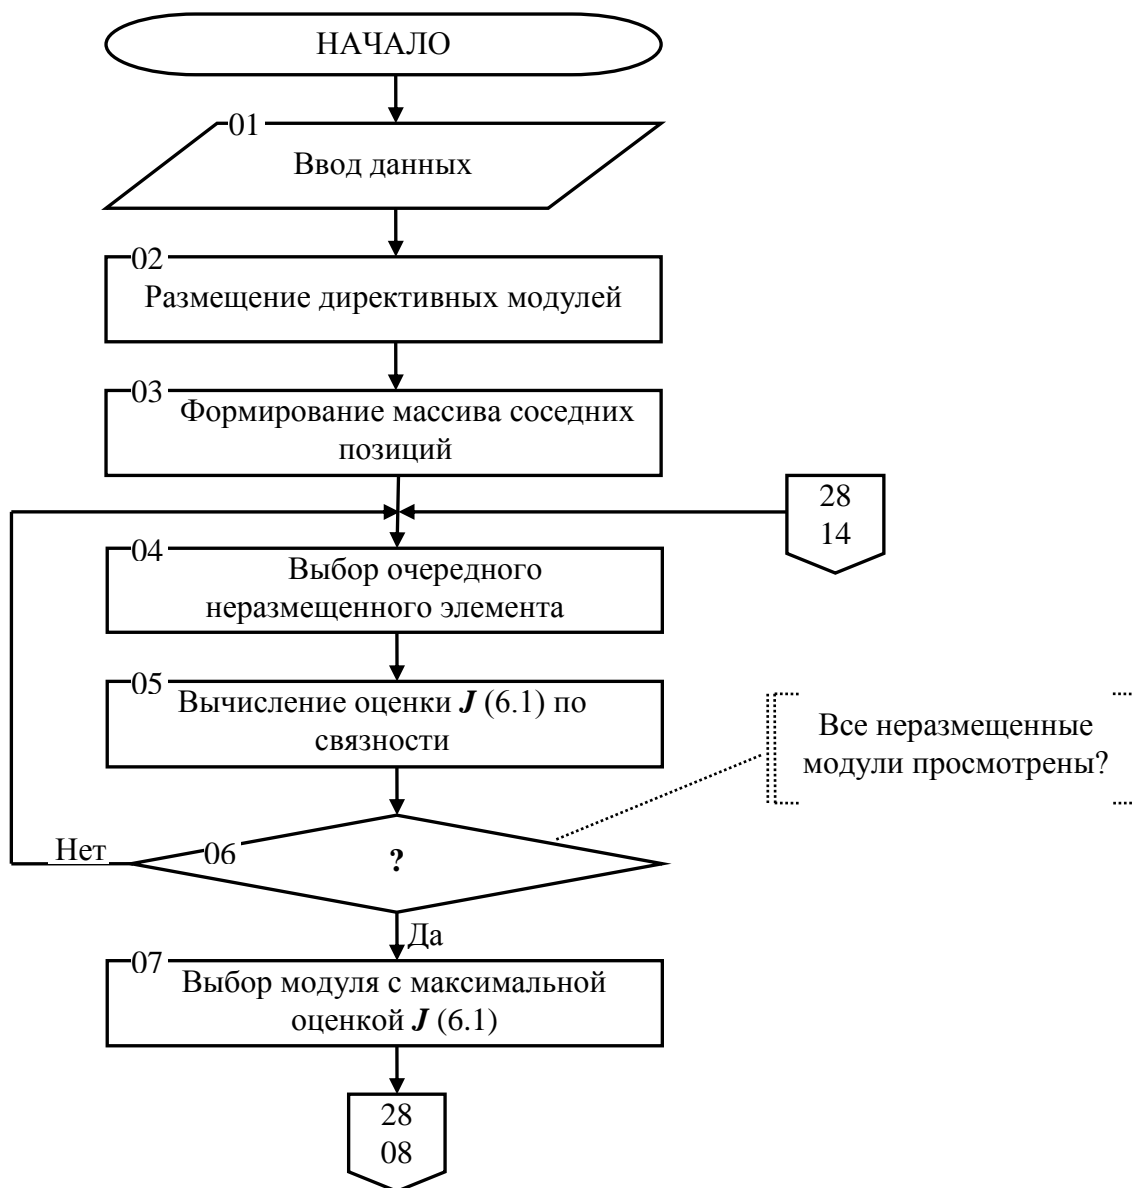 НАЧАЛО
01
Ввод данных
02
Размещение директивных модулей
03
Формирование массива соседних
позиций
28
14
04
Выбор очередного
неразмещенного элемента
05
Вычисление оценки J (6.1) по
связности
Все неразмещенные
модули просмотрены?
Нет
06
?
Да
07
Выбор модуля с максимальной
оценкой J (6.1)
28
08